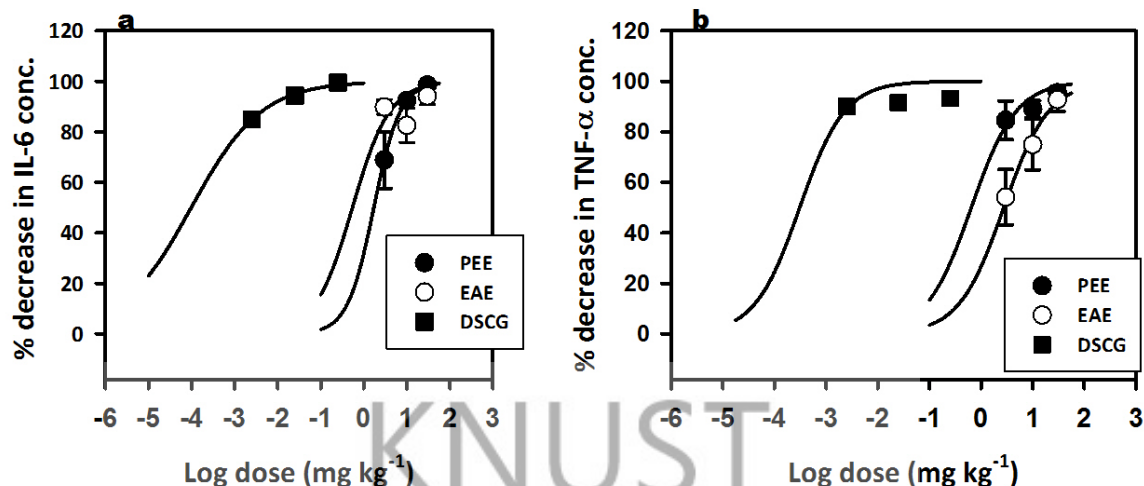 a
% decrease in IL-6 conc.
120
100
80
60
40
20
0
PEE
EAE
DSCG
-6 -5 -4 -3 -2 -1 0 1 2 3
Log dose (mg kg-1)
b
% decrease in TNF-α conc.
120
100
80
60
40
20
0
PEE
EAE
DSCG
-6 -5 -4 -3 -2 -1 0 1 2 3
Log dose (mg kg-1)
KNUST